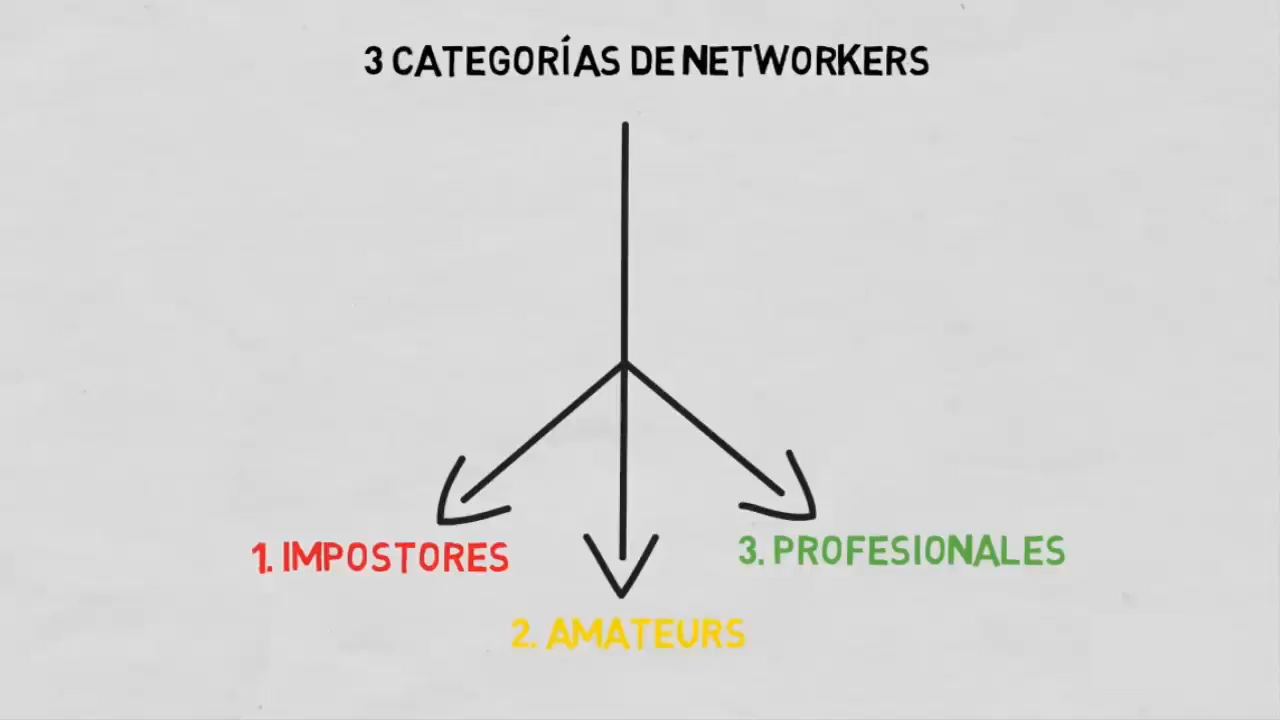 3 CATEGORÍAS DE NETWORKERS
1. IMPOSTORES
2. AMATEURS
3. PROFESIONALES